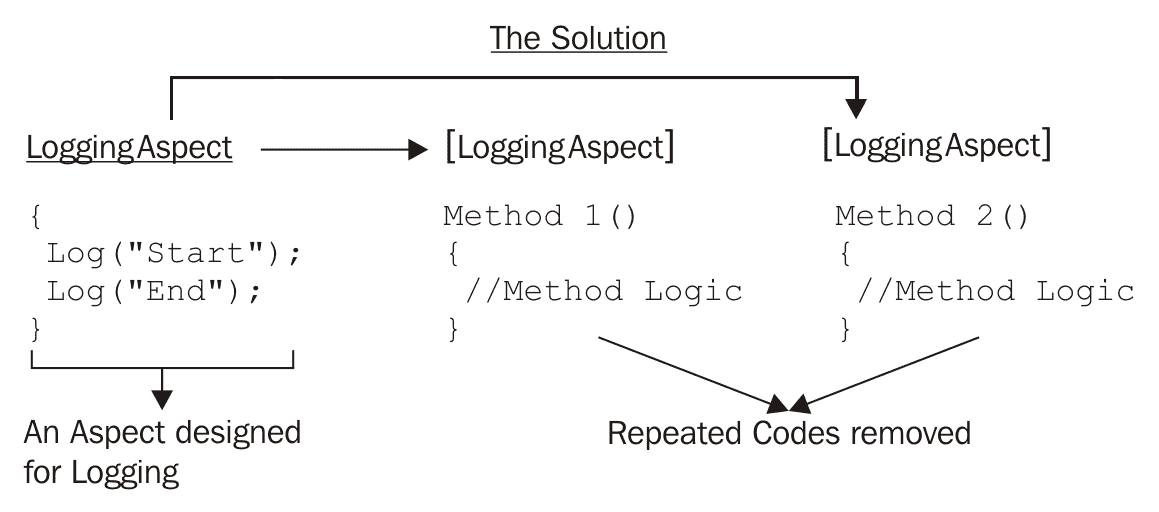 The Solution
LoggingAspect
{
Log("Start");
Log("End");
}
An Aspect designed
for Logging
[LoggingAspect]
Method 1()
{
//Method Logic
}
[LoggingAspect]
Method 2()
{
//Method Logic
}
Repeated Codes removed